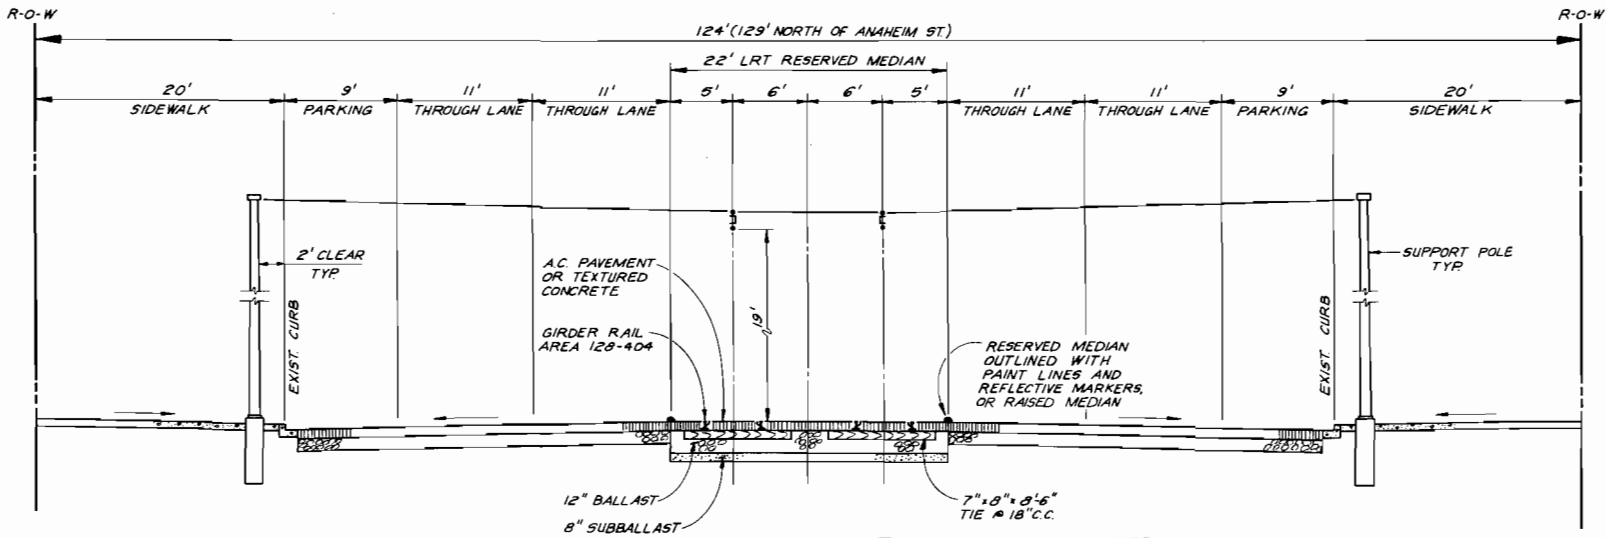 R-O-W
R-O-W
124' (129' NORTH OF ANAHEIM ST.)
22' LRT RESERVED MEDIAN
20' 9' 11' 11' 5' 6' 6' 5' 11' 11' 9' 20'
SIDEWALK PARKING THROUGH LANE THROUGH LANE THROUGH LANE THROUGH LANE PARKING SIDEWALK
2' CLEAR
TYP.
A.C. PAVEMENT
OR TEXTURED
CONCRETE
SUPPORT POLE
TYP.
EXIST. CURB
19'
GIRDER RAIL
AREA 128-404
RESERVED MEDIAN
OUTLINED WITH
PAINT LINES AND
REFLECTIVE MARKERS,
OR RAISED MEDIAN
EXIST. CURB
12" BALLAST
8" SUBBALLAST
7"x8"x8'-6"
TIE @ 18" C.C.